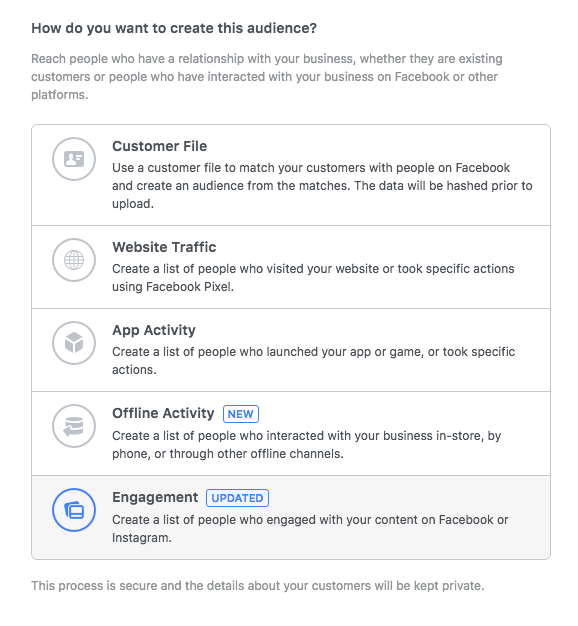 How do you want to create this audience?
Reach people who have a relationship with your business, whether they are existing
customers or people who have interacted with your business on Facebook or other
platforms.
Customer File
Use a customer file to match your customers with people on Facebook
and create an audience from the matches. The data will be hashed prior to
upload.
Website Traffic
Create a list of people who visited your website or took specific actions
using Facebook Pixel.
App Activity
Create a list of people who launched your app or game, or took specific
actions.
Offline Activity NEW
Create a list of people who interacted with your business in-store, by
phone, or through other offline channels.
Engagement UPDATED
Create a list of people who engaged with your content on Facebook or
Instagram.
This process is secure and the details about your customers will be kept private.